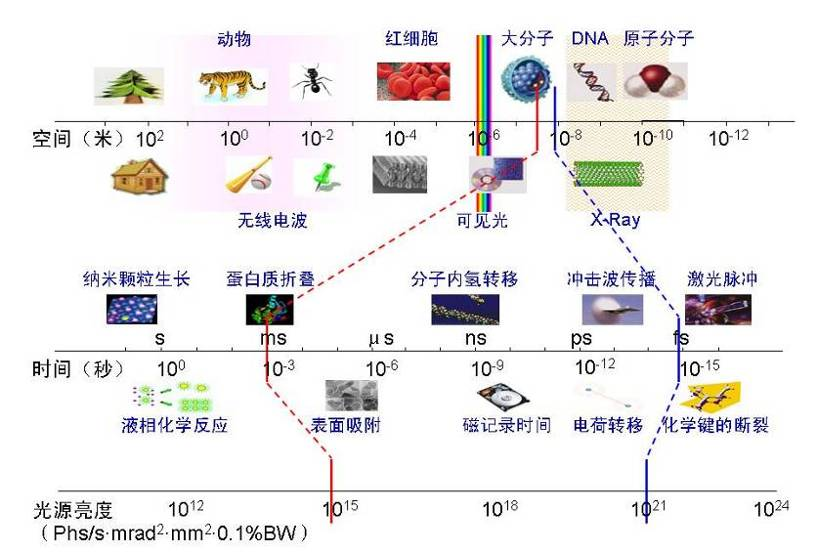 动物 红细胞 大分子 DNA 原子分子
空间（米） 10² 10⁰ 10⁻² 10⁻⁴ 10⁻⁶ 10⁻⁸ 10⁻¹⁰ 10⁻¹²
无线电波 可见光 X-Ray
纳米颗粒生长 蛋白质折叠 分子内氢转移 冲击波传播 激光脉冲
s ms μs ns ps fs
时间（秒） 10⁰ 10⁻³ 10⁻⁶ 10⁻⁹ 10⁻¹² 10⁻¹⁵
液相化学反应 表面吸附 磁记录时间 电荷转移 化学键的断裂
光源亮度 10¹² 10¹⁵ 10¹⁸ 10²¹ 10²⁴
（Phs/s·mrad²·mm²·0.1%BW）